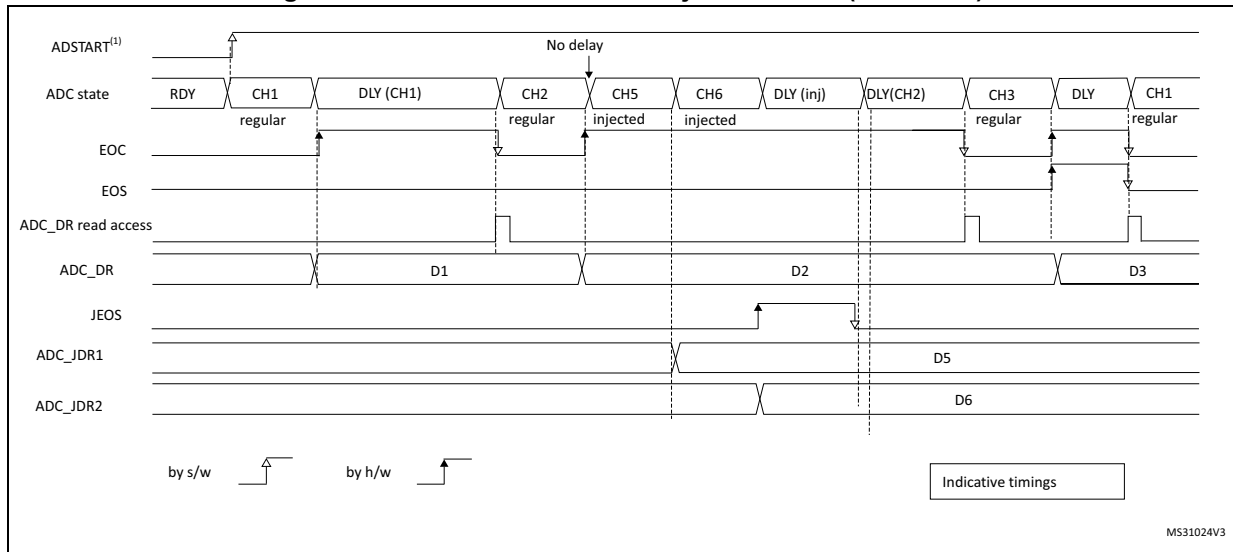 ADSTART(1)
No delay
ADC state RDY CH1 DLY (CH1) CH2 CH5 CH6 DLY (inj) DLY(CH2) CH3 DLY CH1
regular regular injected injected regular regular
EOC
EOS
ADC_DR read access
ADC_DR D1 D2 D3
JEOS
ADC_JDR1 D5
ADC_JDR2 D6
by s/w by h/w Indicative timings
MS31024V3